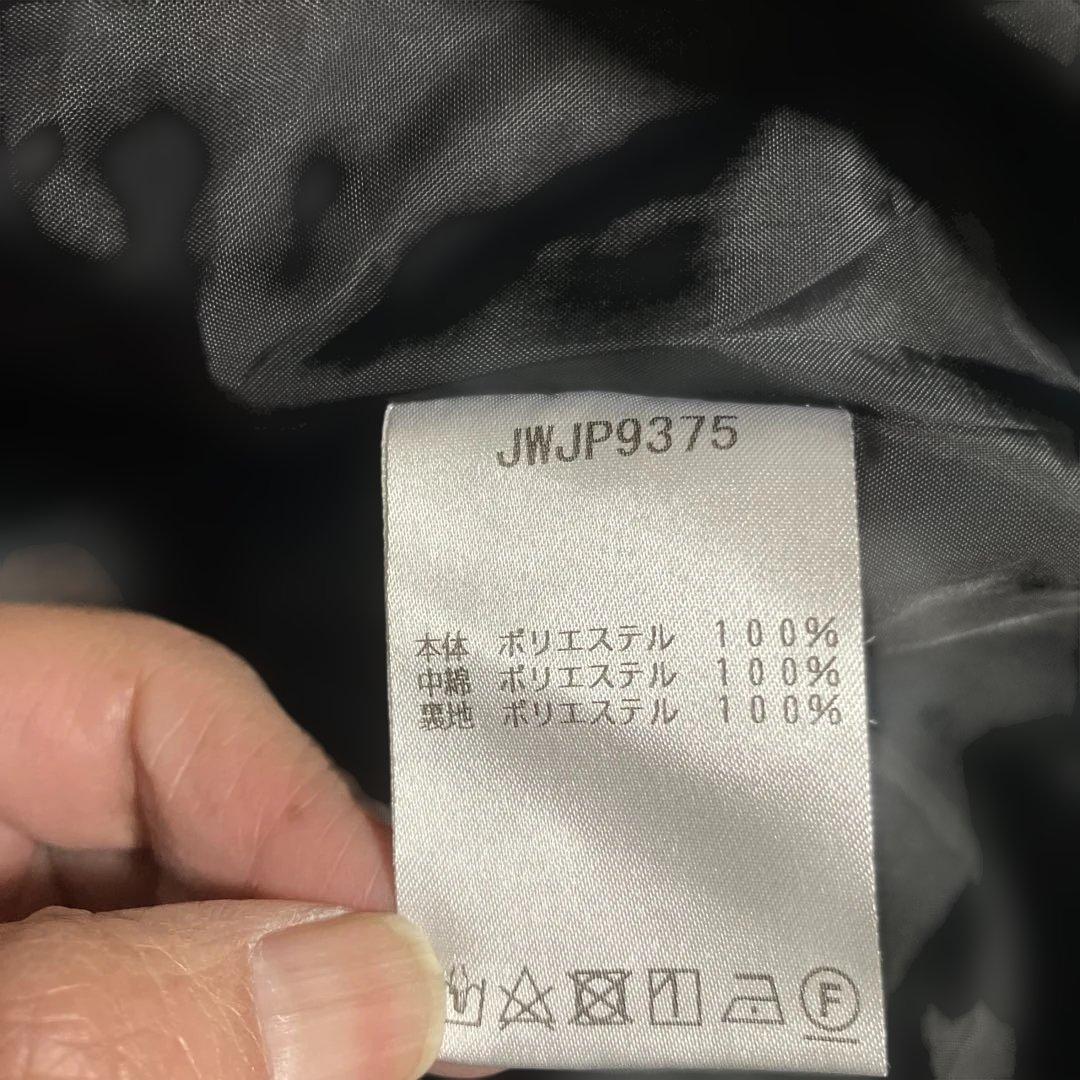 JWJP9375
本体 ポリエステル 100%
中綿 ポリエステル 100%
裏地 ポリエステル 100%
F